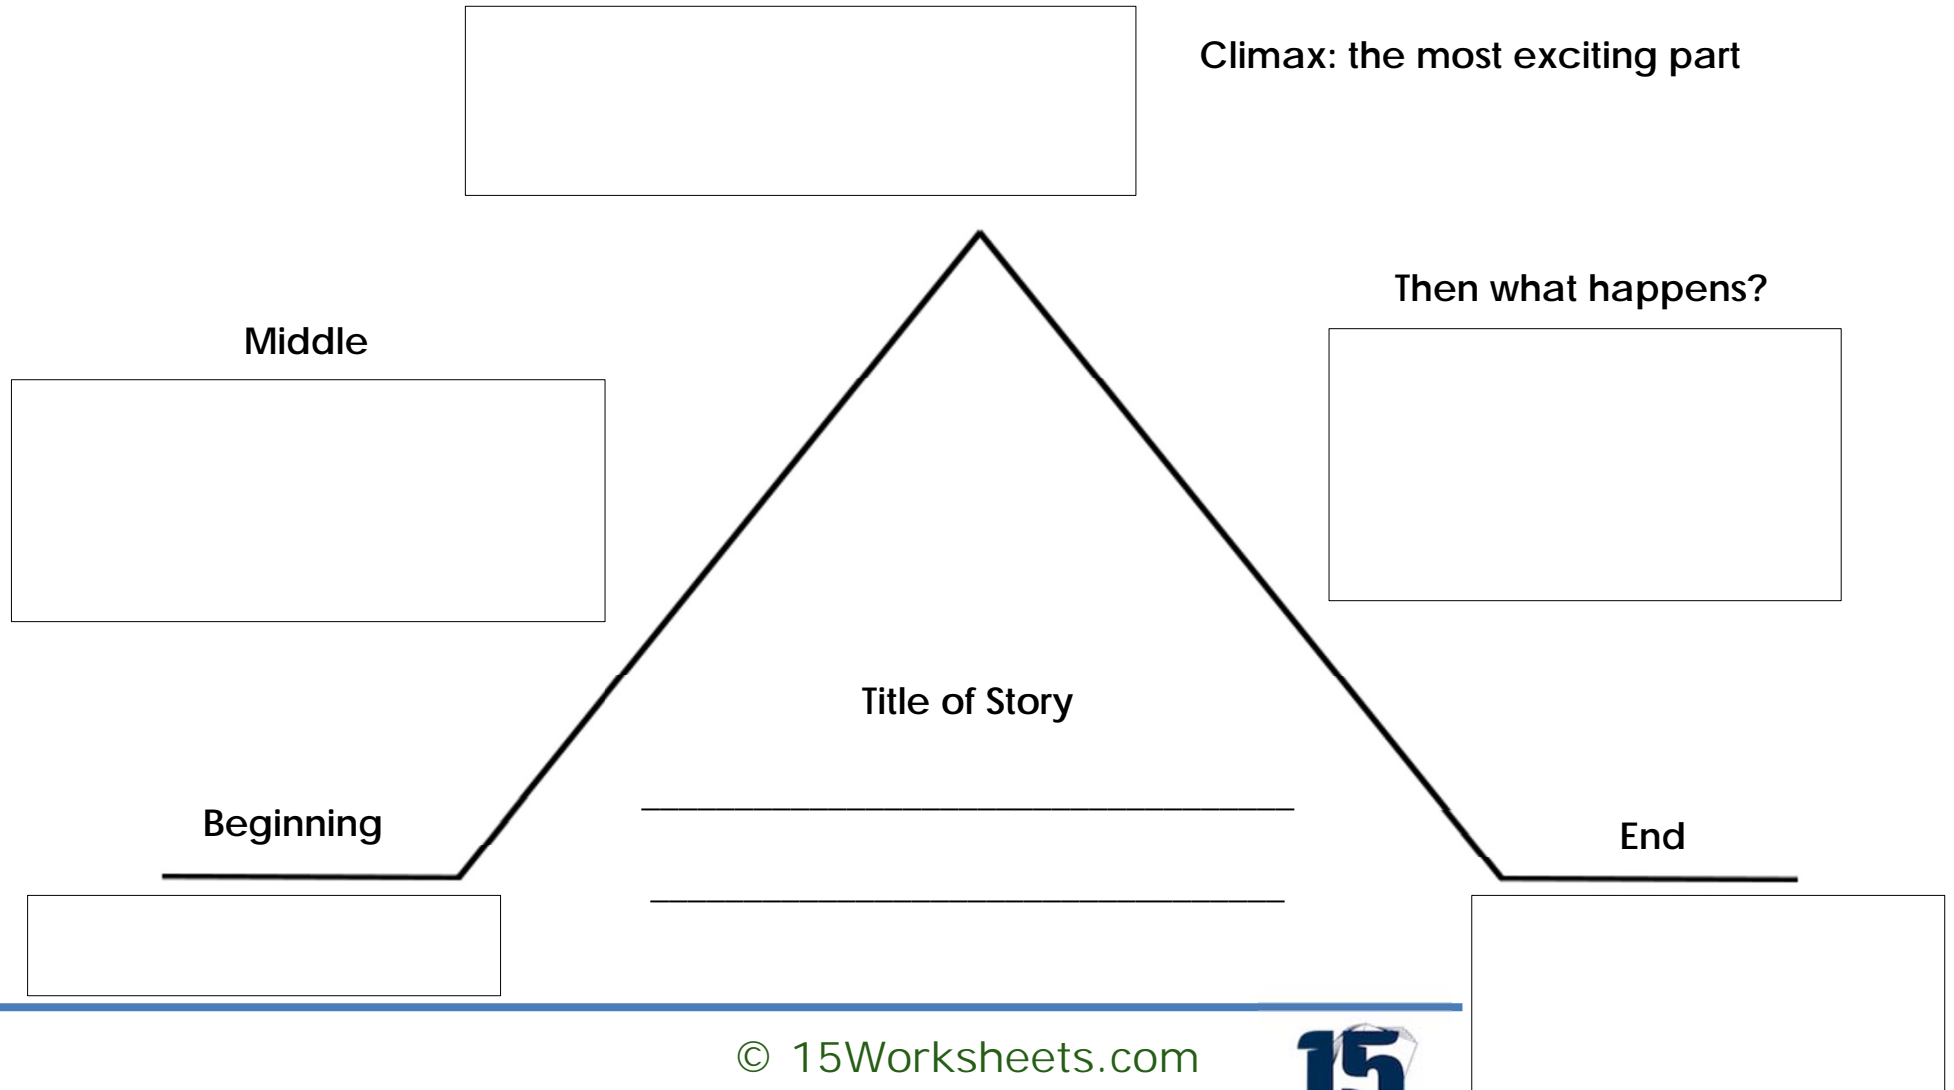 Climax: the most exciting part
Then what happens?
Middle
Title of Story
Beginning
End
© 15Worksheets.com
15